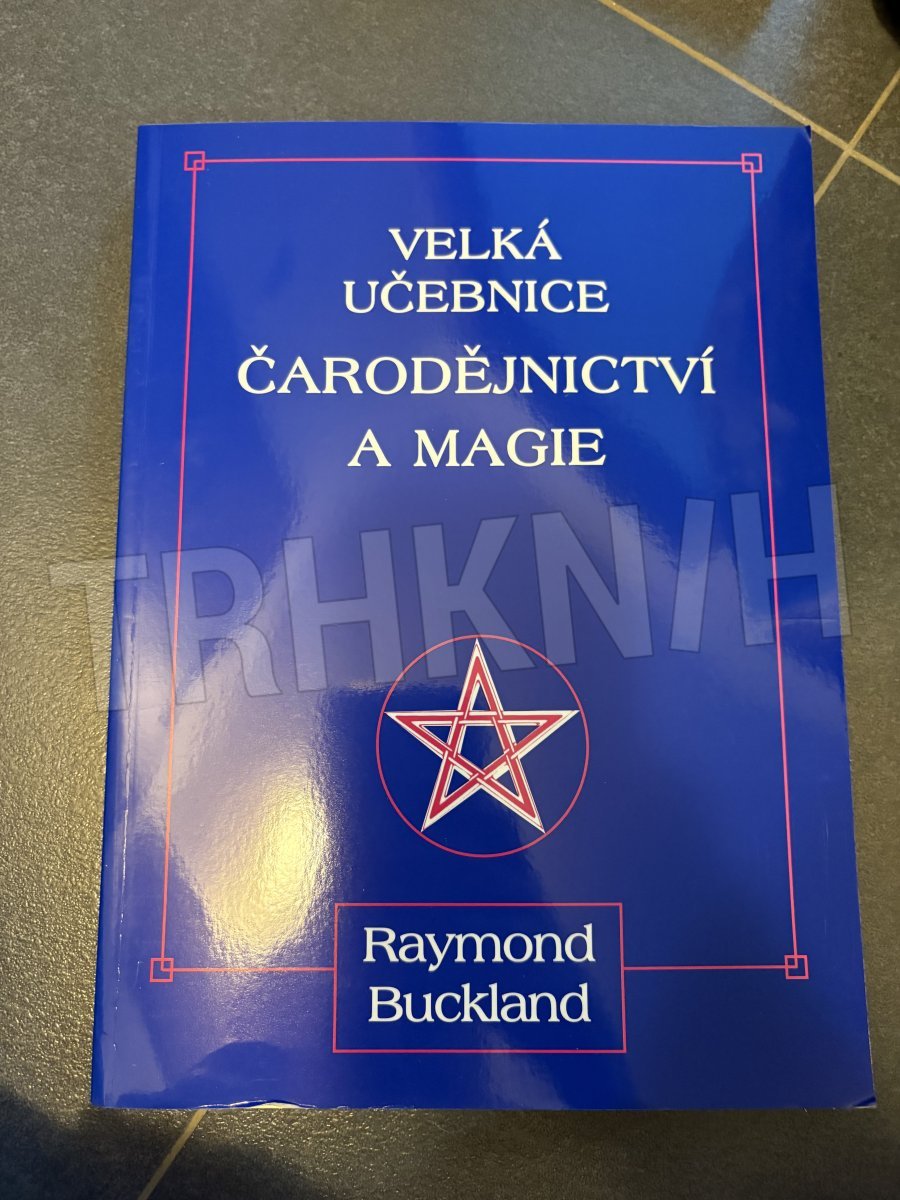 VELKÁ
UČEBNICE
ČARODĚJNICTVÍ
A MAGIE
TRHKNIH
Raymond
Buckland